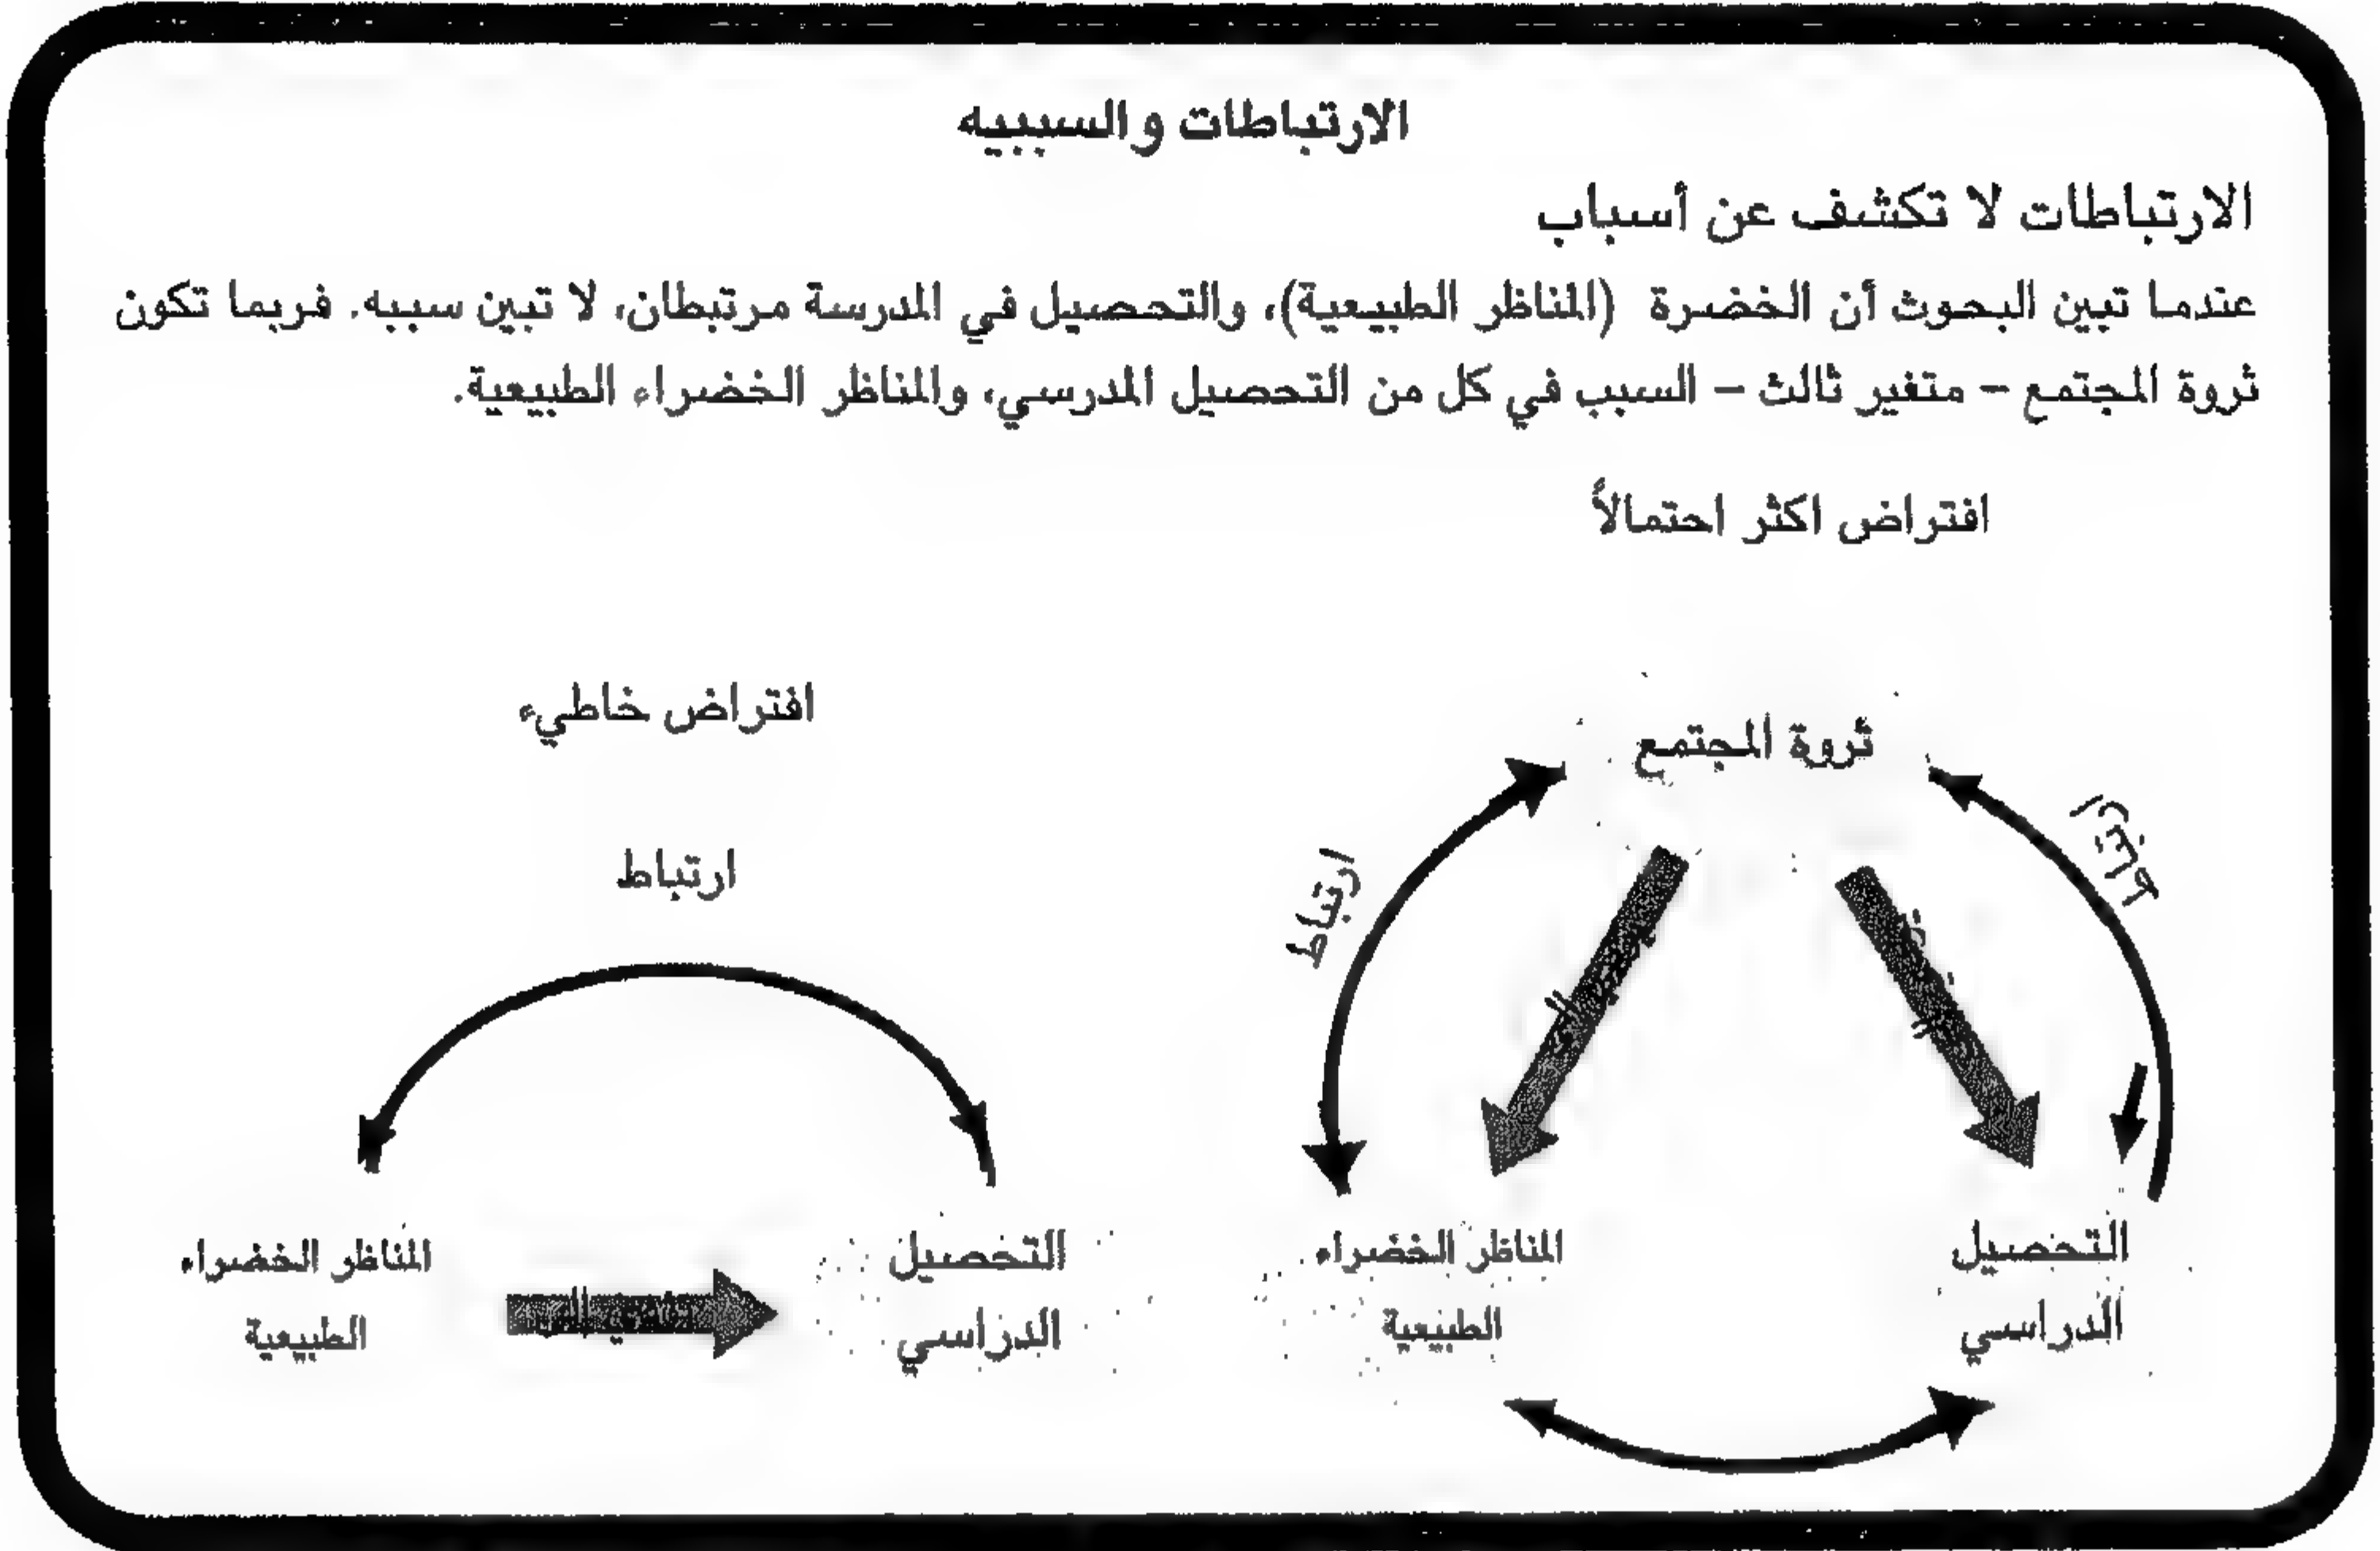 الارتباطات والسببيه
الارتباطات لا تكشف عن أسباب
عندما تبين البحوث أن الخضرة (المناظر الطبيعية)، والتحصيل في المدرسة مرتبطان، لا تبين سببه. فربما تكون
ثروة المجتمع – متغير ثالث – السبب في كل من التحصيل المدرسي، والمناظر الخضراء الطبيعية.
افتراض اكثر احتمالاً
ثروة المجتمع
ارتباط
التحصيل
الدراسي
المناظر الخضراء
الطبيعية
افتراض خاطيء
ارتباط
التحصيل
الدراسي
المناظر الخضراء
الطبيعية